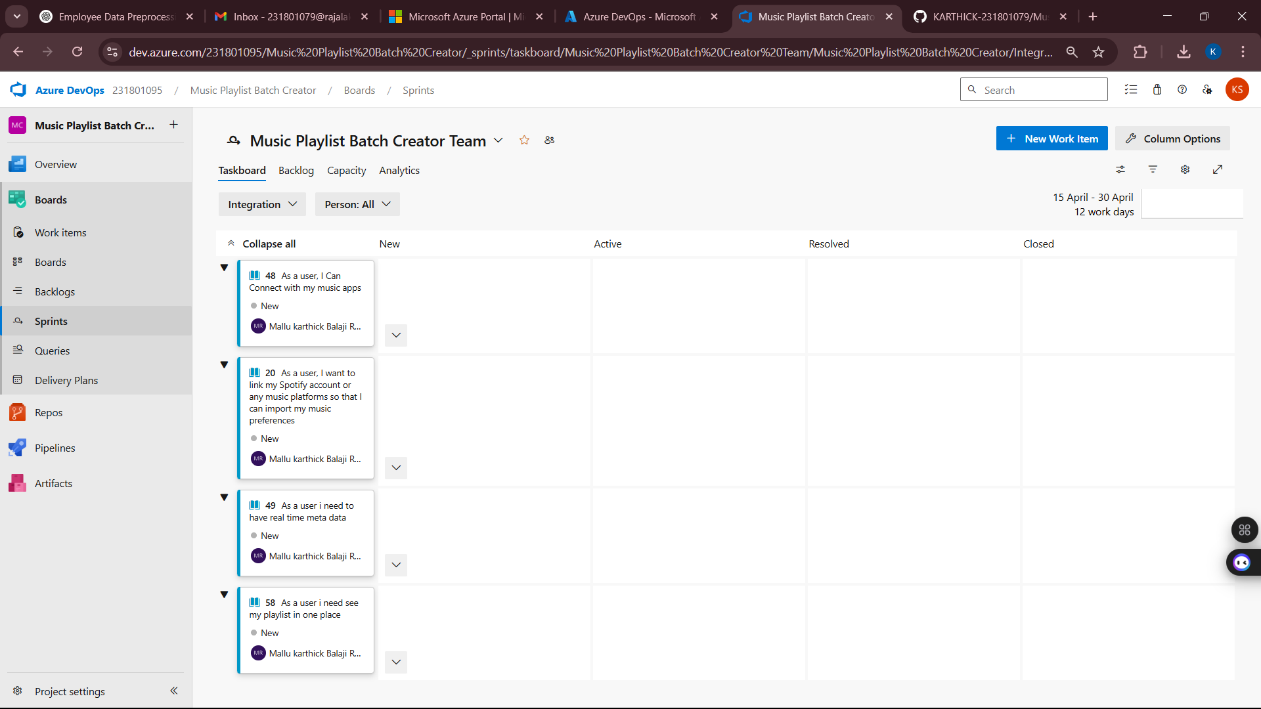 Employee Data Preprocessi
Inbox - 231801079@rajala
Microsoft Azure Portal | Mi
Azure DevOps - Microsoft
Music Playlist Batch Creato
KARTHICK-231801079/Mu
dev.azure.com/231801095/Music%20Playlist%20Batch%20Creator/_sprints/taskboard/Music%20Playlist%20Batch%20Creator%20Team/Music%20Playlist%20Batch%20Creator/Integr...
K
Azure DevOps 231801095 / Music Playlist Batch Creator / Boards / Sprints
Search
KS
MC Music Playlist Batch Cr...
Overview
Boards
Work items
Boards
Backlogs
Sprints
Queries
Delivery Plans
Repos
Pipelines
Artifacts
Project settings
Music Playlist Batch Creator Team
New Work Item
Column Options
Taskboard Backlog Capacity Analytics
Integration
Person: All
15 April - 30 April
12 work days
Collapse all New Active Resolved Closed
48 As a user, I Can
Connect with my music apps
New
MR Mallu karthick Balaji R...
20 As a user, I want to
link my Spotify account or
any music platforms so that I
can import my music
preferences
New
MR Mallu karthick Balaji R...
49 As a user i need to
have real time meta data
New
MR Mallu karthick Balaji R...
58 As a user i need see
my playlist in one place
New
MR Mallu karthick Balaji R...